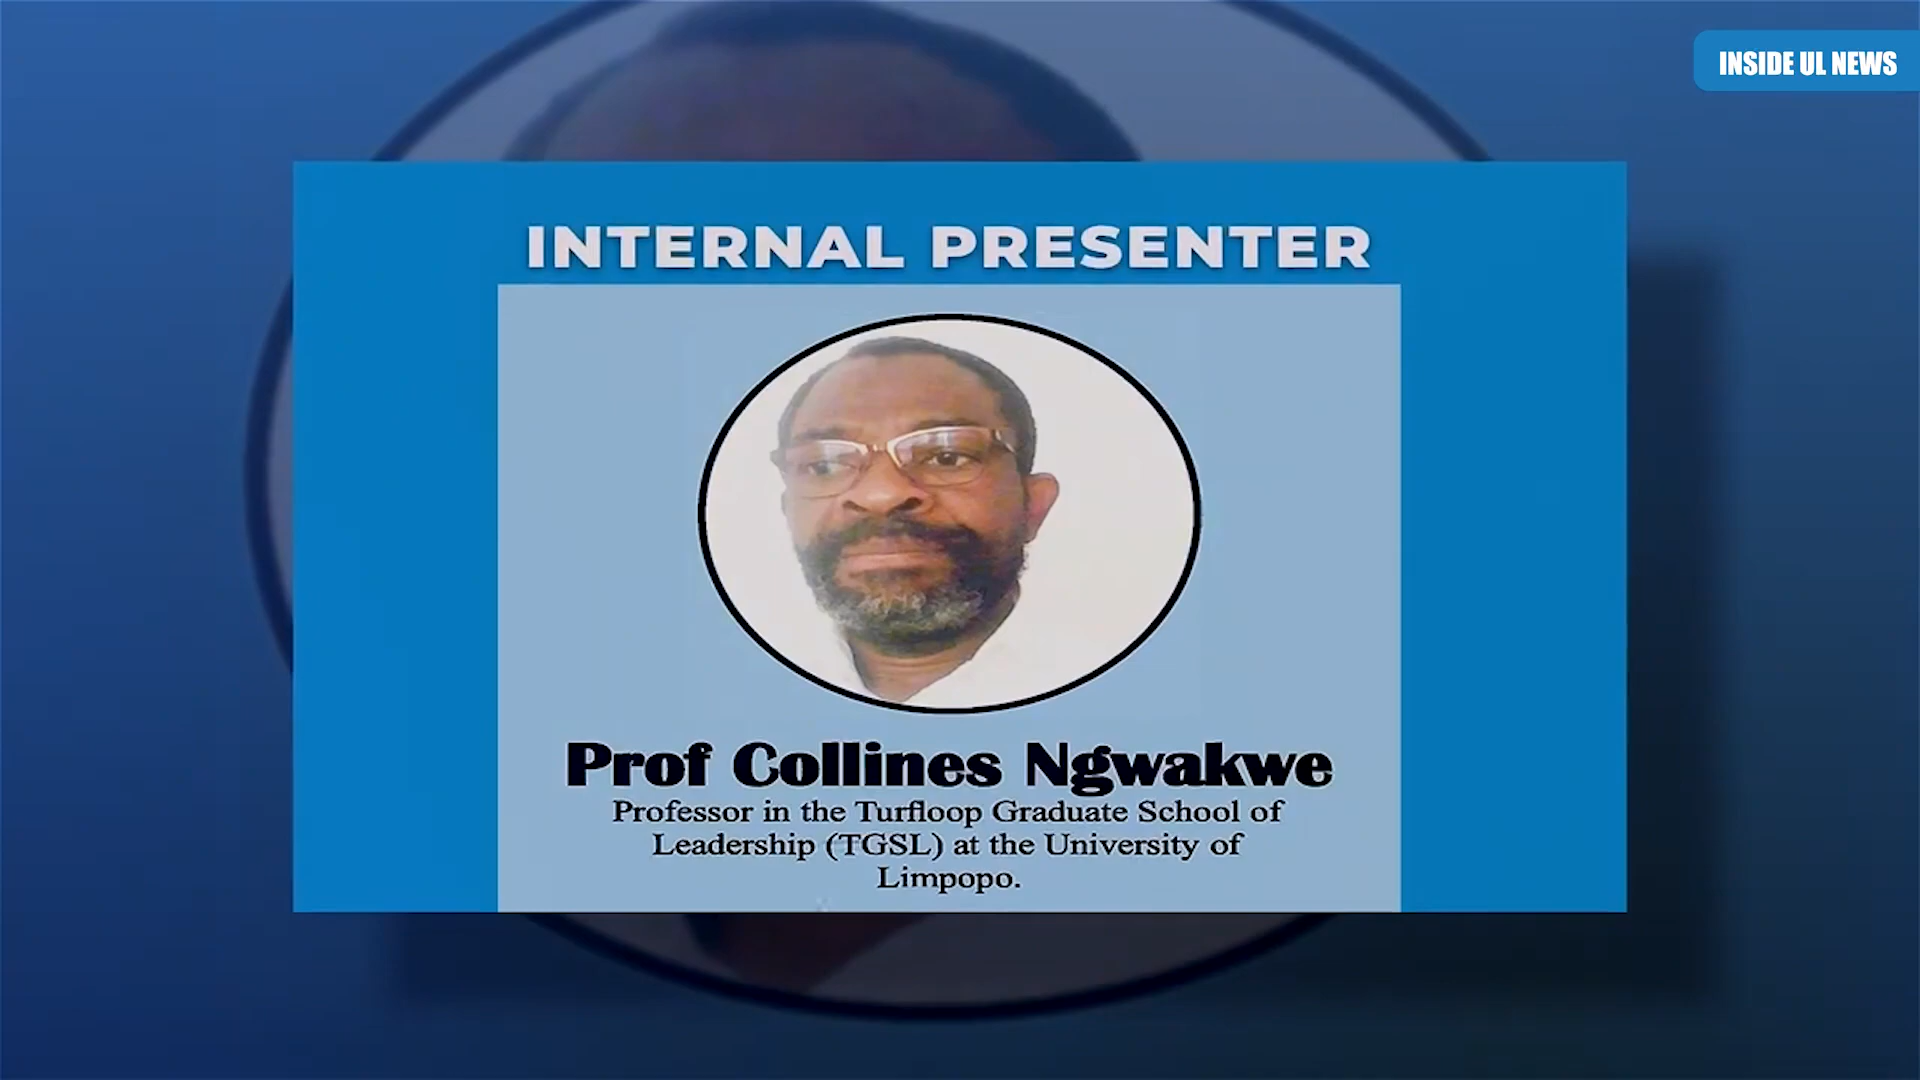 INSIDE UL NEWS
INTERNAL PRESENTER
Prof Collines Ngwakwe
Professor in the Turfloop Graduate School of
Leadership (TGSL) at the University of
Limpopo.